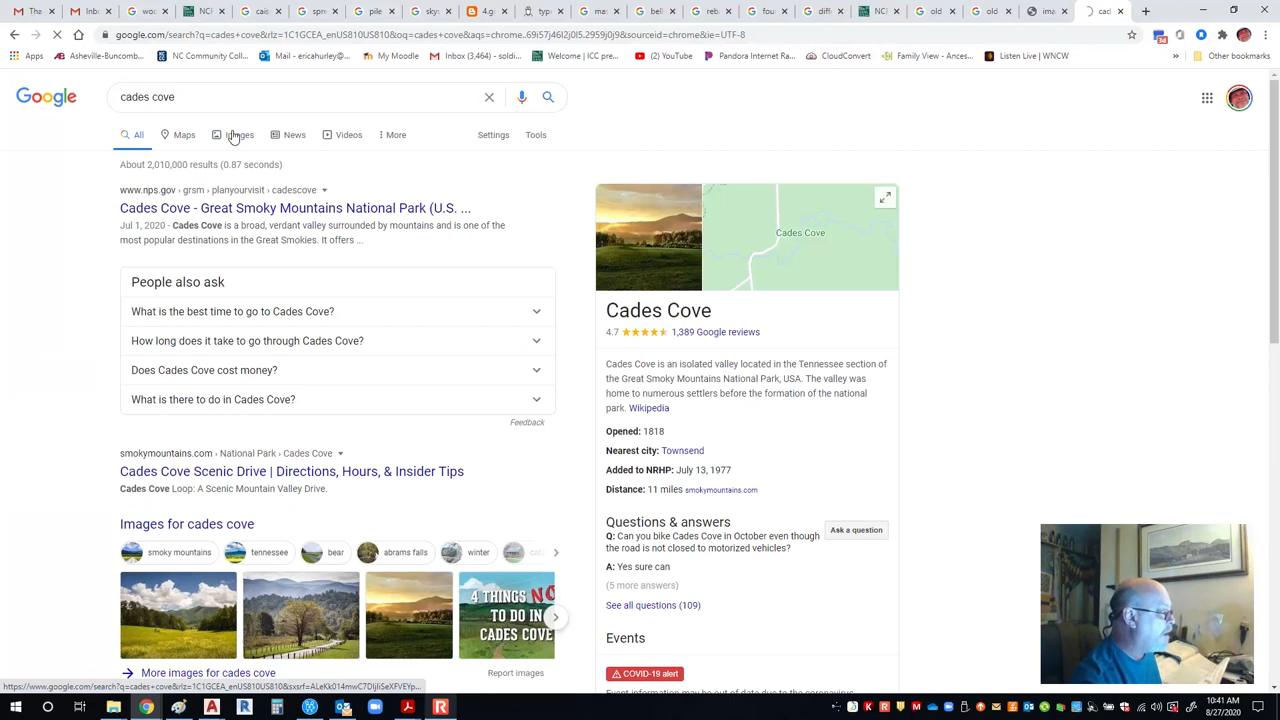 google.com/search?q=cades+cove&rlz=1C1GCEA_enUS810US810&oq=cades+cove&aqs=chrome..69i57j46l2j0l5.2959j0j9&sourceid=chrome&ie=UTF-8
Apps Asheville-Buncomb... NC Community Coll... Mail - ericahurley@... My Moodle Inbox (3,464) - soldi... Welcome | ICC pre... (2) YouTube Pandora Internet Ra... CloudConvert Family View - Ances... Listen Live | WNCW » Other bookmarks
Google
cades cove
All Maps Images News Videos More Settings Tools
About 2,010,000 results (0.87 seconds)
www.nps.gov › grsm › planyourvisit › cadescove
Cades Cove - Great Smoky Mountains National Park (U.S. ...
Jul 1, 2020 - Cades Cove is a broad, verdant valley surrounded by mountains and is one of the
most popular destinations in the Great Smokies. It offers ...
People also ask
What is the best time to go to Cades Cove?
How long does it take to go through Cades Cove?
Does Cades Cove cost money?
What is there to do in Cades Cove?
Feedback
smokymountains.com › National Park › Cades Cove
Cades Cove Scenic Drive | Directions, Hours, & Insider Tips
Cades Cove Loop: A Scenic Mountain Valley Drive.
Images for cades cove
smoky mountains tennessee bear abrams falls winter
4 THINGS NO
TO DO IN
CADES COVE
More images for cades cove
Report images
Cades Cove
Cades Cove
4.7 1,389 Google reviews
Cades Cove is an isolated valley located in the Tennessee section of
the Great Smoky Mountains National Park, USA. The valley was
home to numerous settlers before the formation of the national
park. Wikipedia
Opened: 1818
Nearest city: Townsend
Added to NRHP: July 13, 1977
Distance: 11 miles smokymountains.com
Questions & answers
Ask a question
Q: Can you bike Cades Cove in October even though
the road is not closed to motorized vehicles?
A: Yes sure can
(5 more answers)
See all questions (109)
Events
COVID-19 alert
10:41 AM
8/27/2020